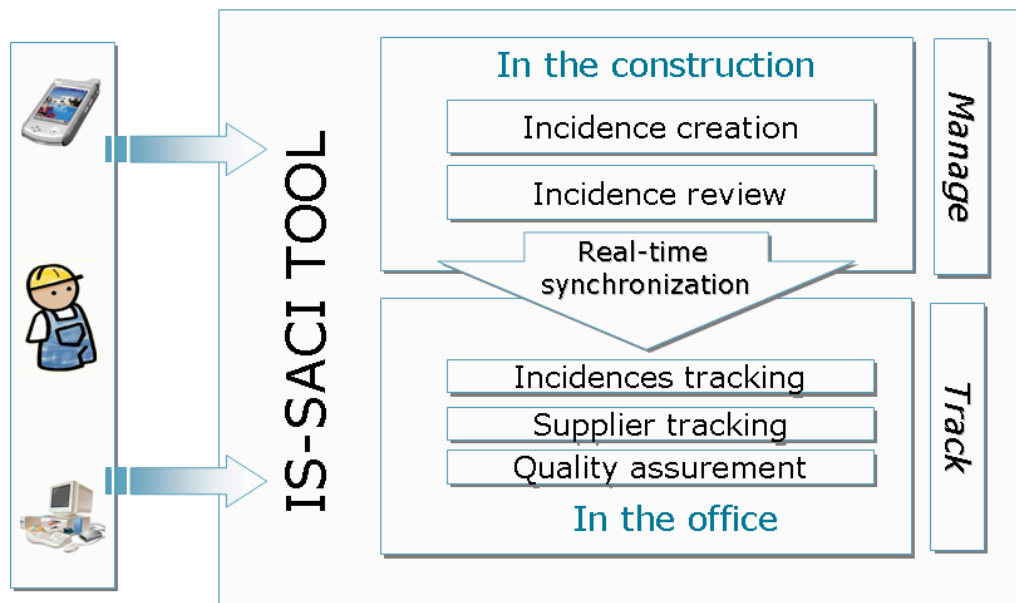 IS-SACI TOOL
In the construction
Incidence creation
Incidence review
Manage
Real-time
synchronization
Incidences tracking
Supplier tracking
Quality assurement
In the office
Track